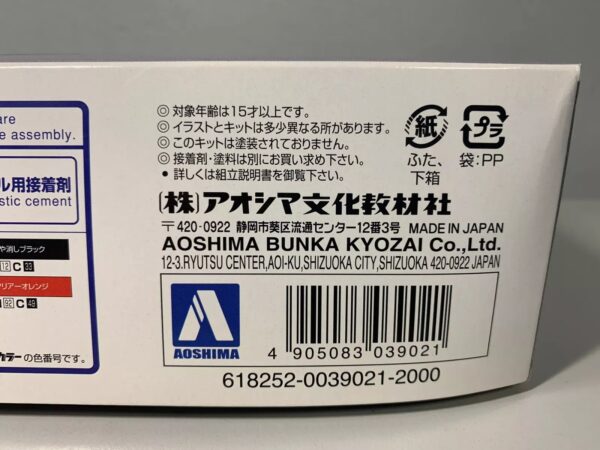 are
e assembly.
ル用接着剤
stic cement
や消しブラック
12 C 33
リアーオレンジ
92 C 49
カラーの色番号です。
◎ 対象年齢は15才以上です。
◎ イラストとキットは多少異なる所があります。
◎ このキットは塗装されておりません。
◎ 接着剤・塗料は別にお買い求め下さい。
• 詳しくは組立説明書を御覧下さい。
紙
ふた、
下箱
プラ
袋:PP
(株)アオシマ文化教材社
〒420-0922 静岡市葵区流通センター12番3号 MADE IN JAPAN
AOSHIMA BUNKA KYOZAI Co.,Ltd.
12-3.RYUTSU CENTER,AOI-KU,SHIZUOKA CITY,SHIZUOKA 420-0922 JAPAN
AOSHIMA
4 905083 039021
618252-0039021-2000